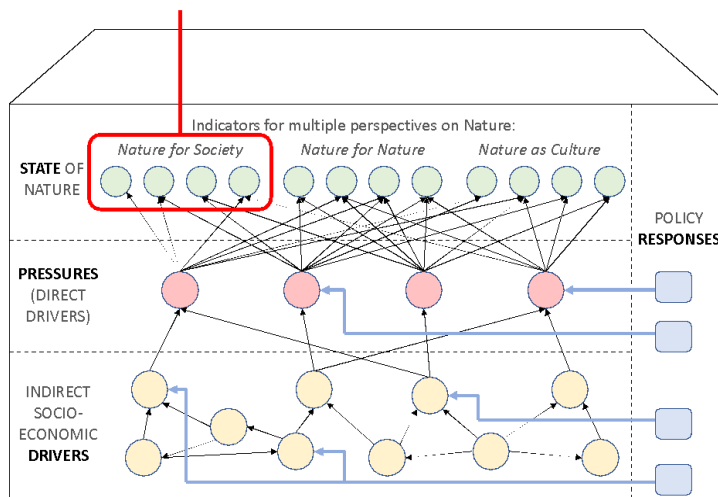 Indicators for multiple perspectives on Nature:
Nature for Society
Nature for Nature
Nature as Culture
STATE OF
NATURE
POLICY
RESPONSES
PRESSURES
(DIRECT
DRIVERS)
INDIRECT
SOCIO-
ECONOMIC
DRIVERS